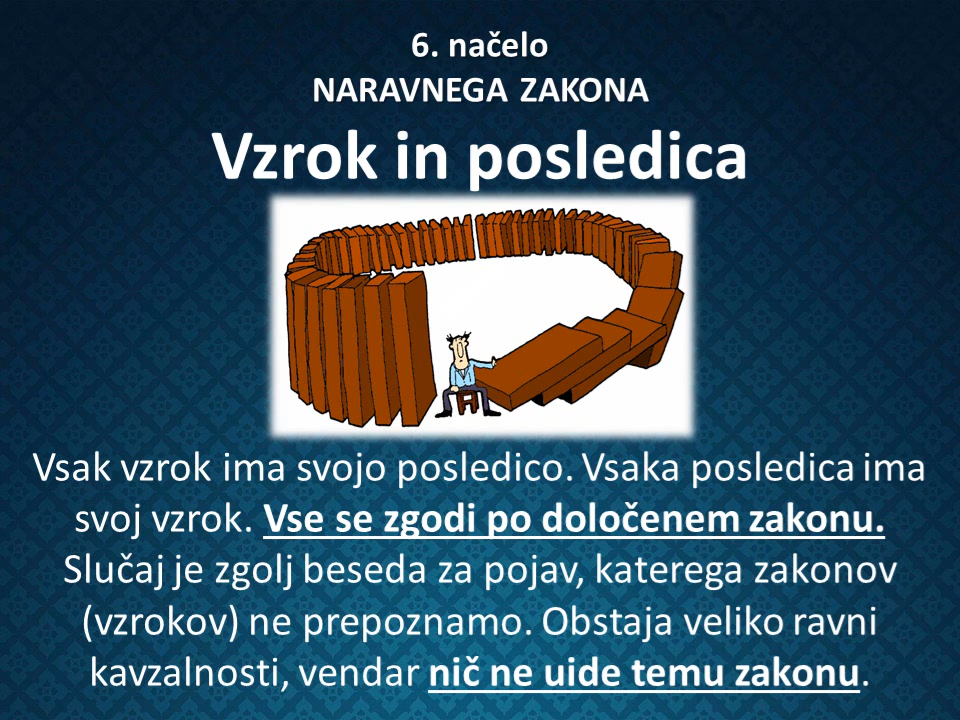 6. načelo
NARAVNEGA ZAKONA
Vzrok in posledica
Vsak vzrok ima svojo posledico. Vsaka posledica ima
svoj vzrok. Vse se zgodi po določenem zakonu.
Slučaj je zgolj beseda za pojav, katerega zakonov
(vzrokov) ne prepoznamo. Obstaja veliko ravni
kavzalnosti, vendar nič ne uide temu zakonu.